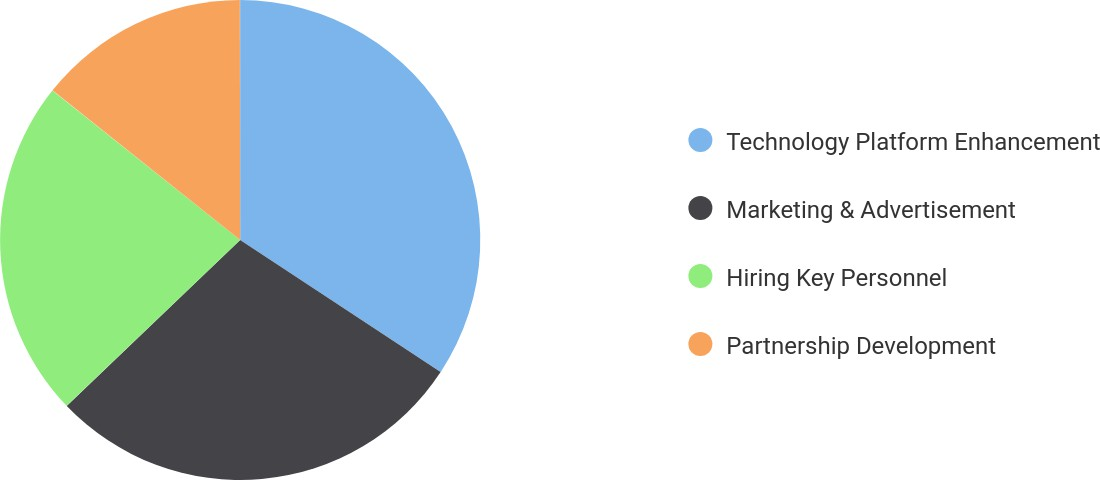 Technology Platform Enhancement
Marketing & Advertisement
Hiring Key Personnel
Partnership Development